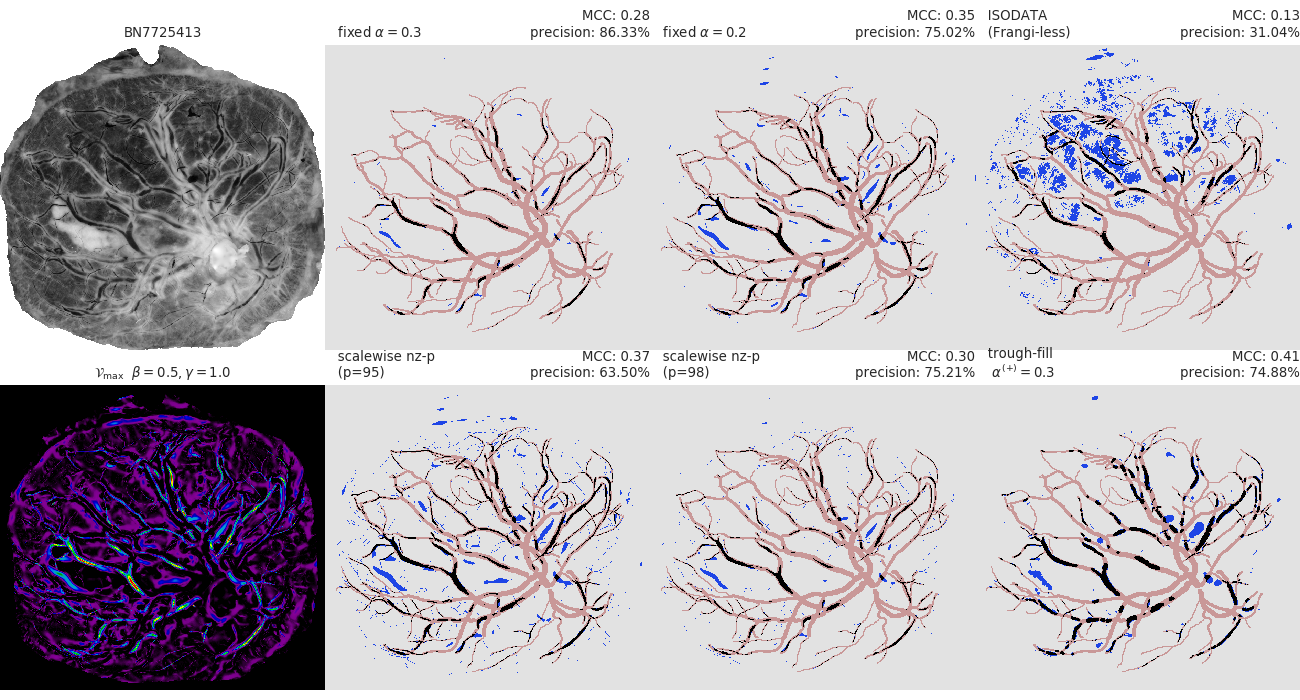 BN7725413
MCC: 0.28
fixed α = 0.3 precision: 86.33%
MCC: 0.35
fixed α = 0.2 precision: 75.02%
ISODATA MCC: 0.13
(Frangi-less) precision: 31.04%
𝒱max β = 0.5, γ = 1.0
scalewise nz-p MCC: 0.37
(p=95) precision: 63.50%
scalewise nz-p MCC: 0.30
(p=98) precision: 75.21%
trough-fill MCC: 0.41
α(+) = 0.3 precision: 74.88%